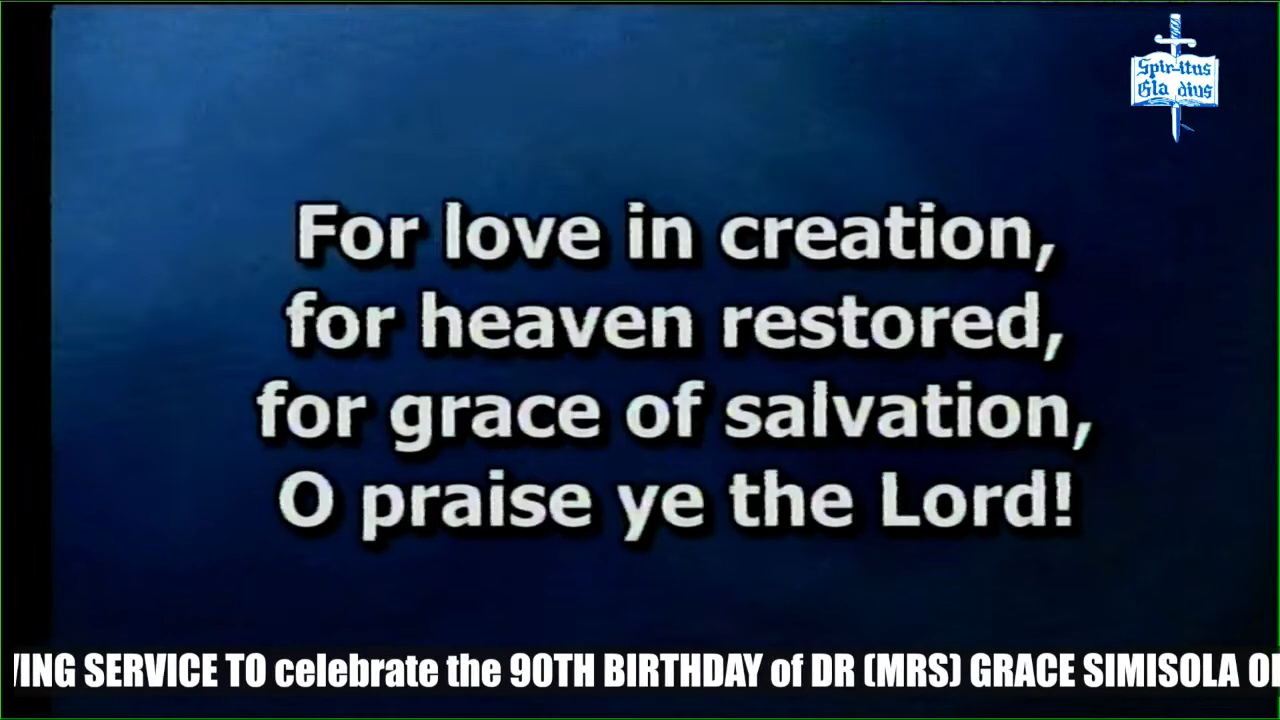 Spiritus
Gladius
For love in creation,
for heaven restored,
for grace of salvation,
O praise ye the Lord!
SERVICE TO celebrate the 90TH BIRTHDAY of DR (MRS) GRACE SIMISOLA